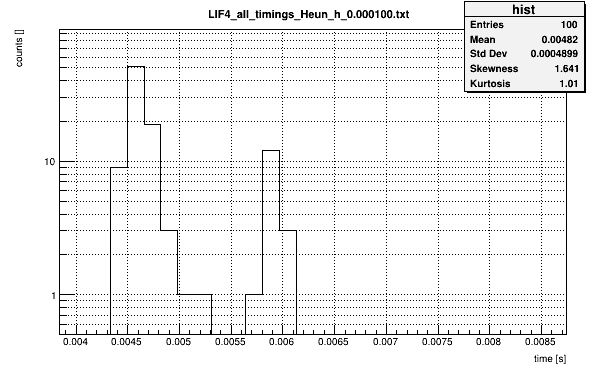 LIF4_all_timings_Heun_h_0.000100.txt
hist
Entries 100
Mean 0.00482
Std Dev 0.0004899
Skewness 1.641
Kurtosis 1.01
counts []
10
1
0.004 0.0045 0.005 0.0055 0.006 0.0065 0.007 0.0075 0.008 0.0085
time [s]